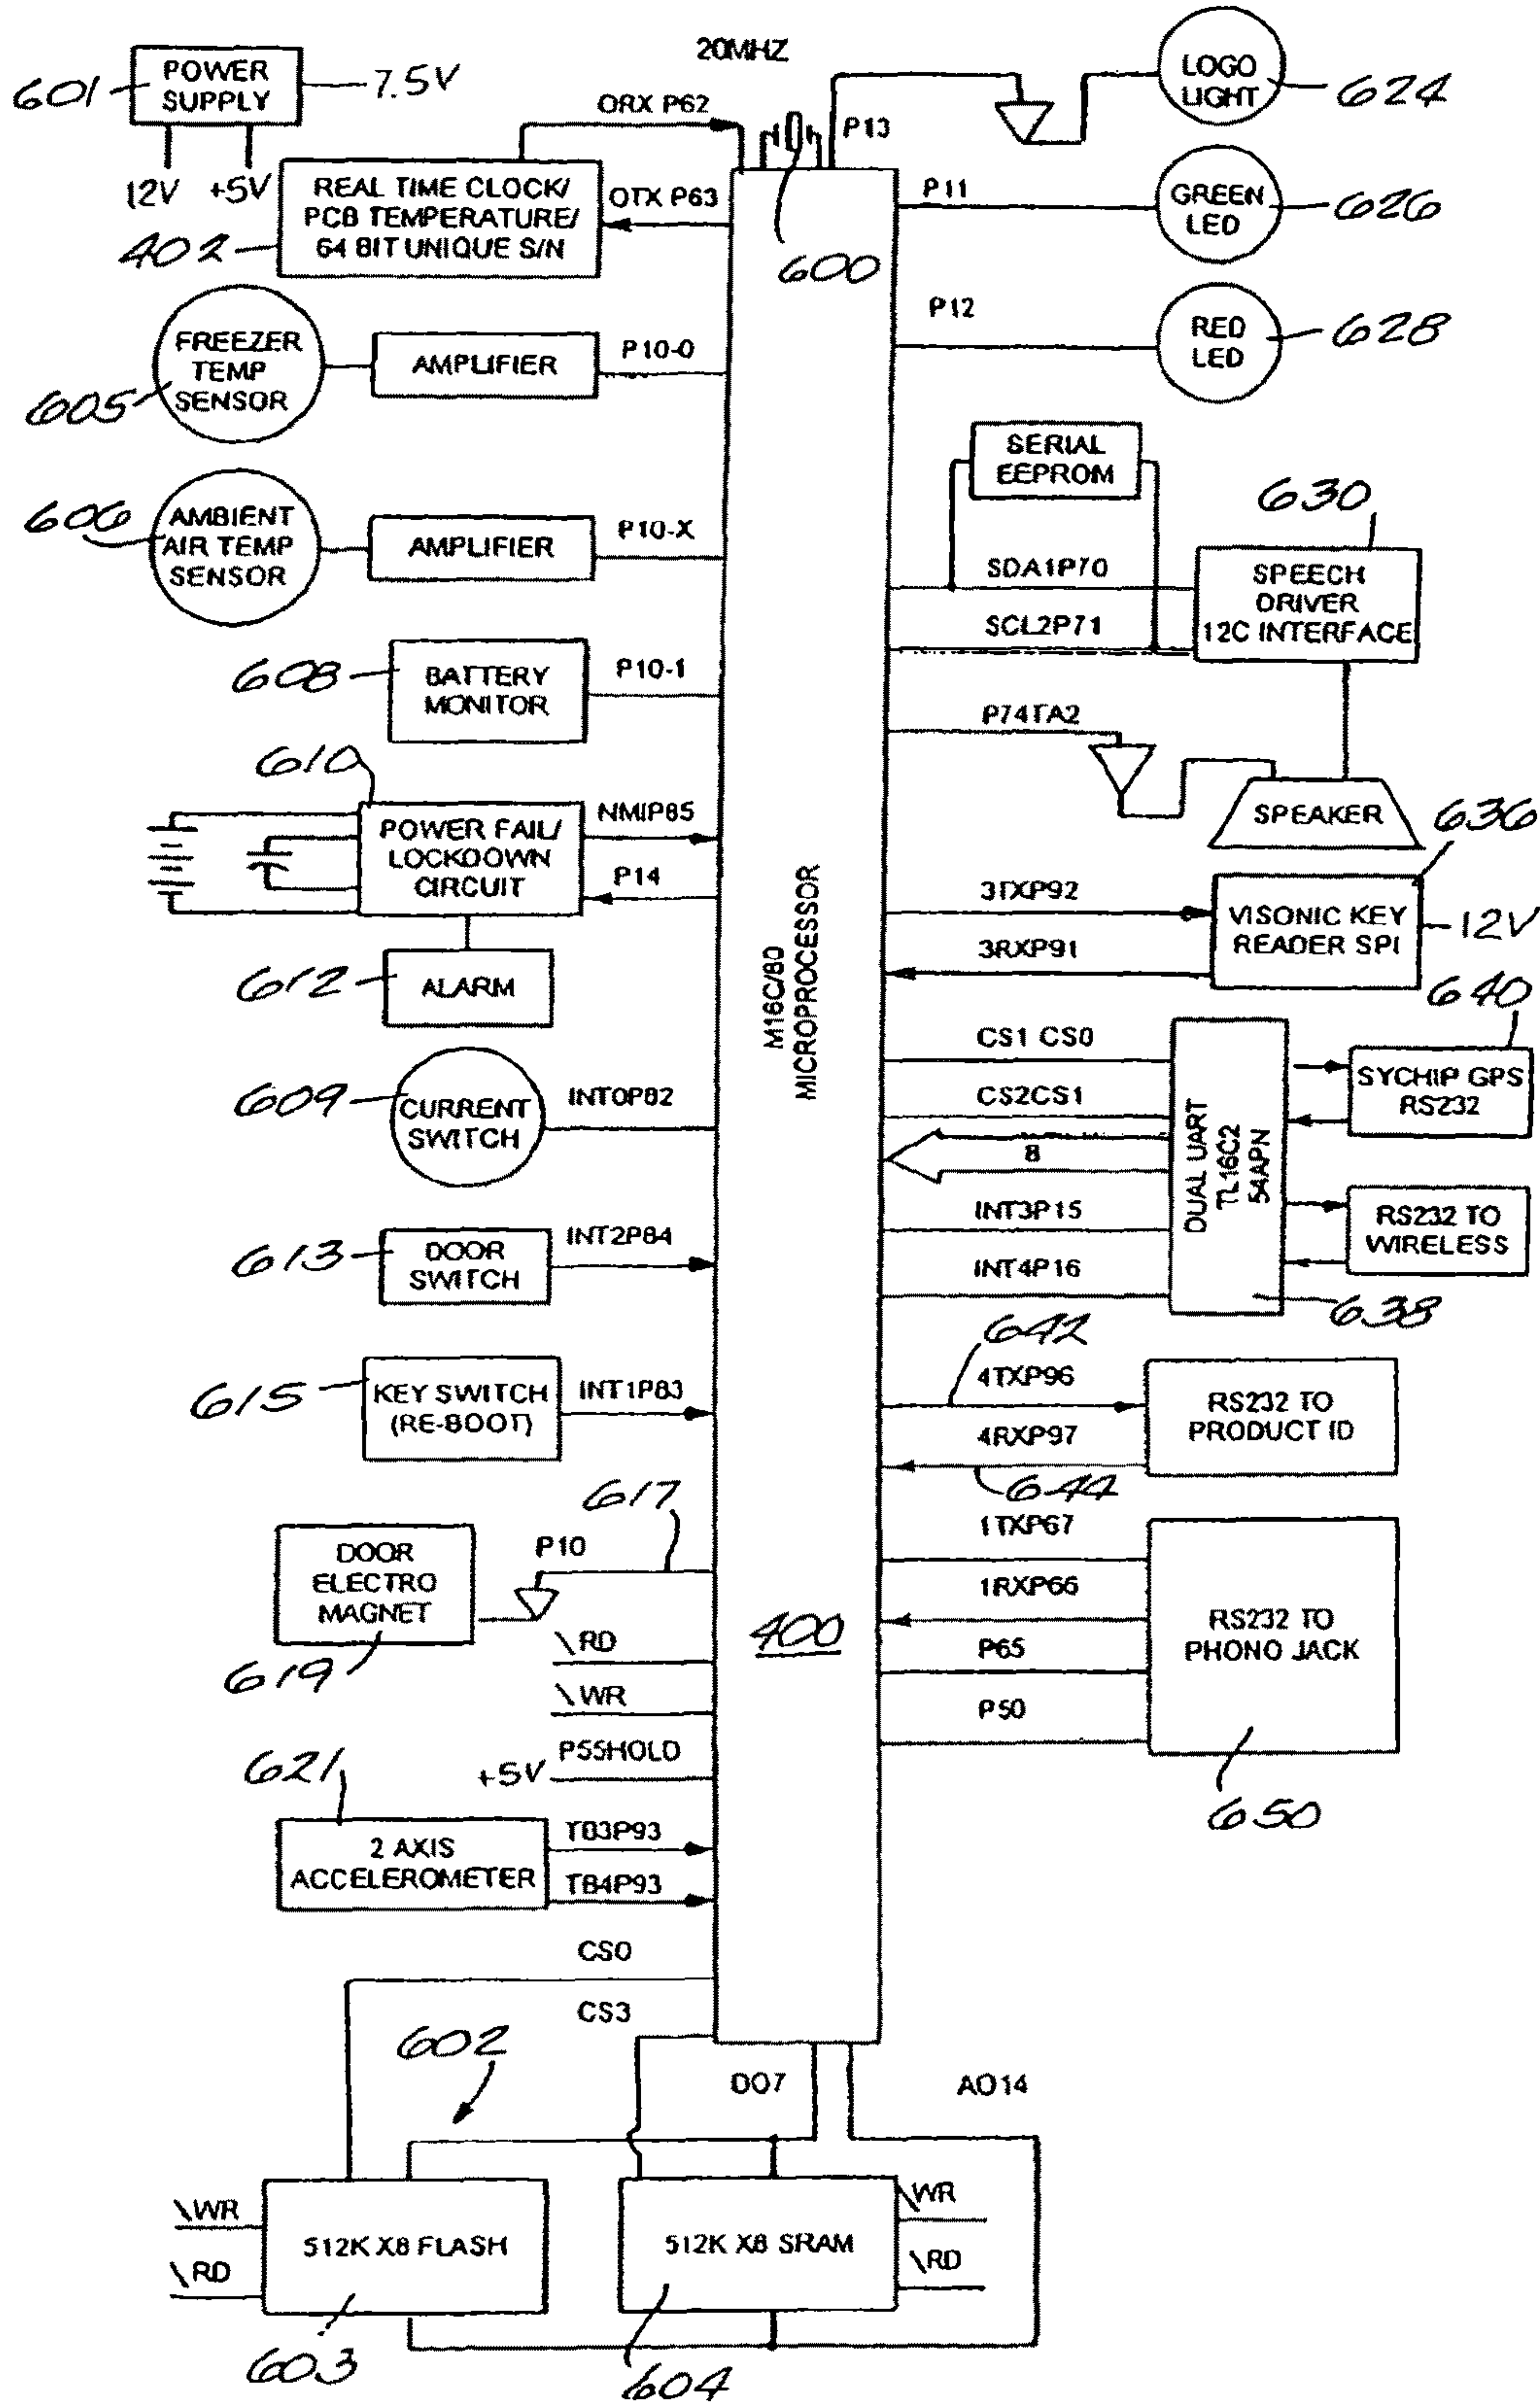 20MHZ
601
POWER
SUPPLY
7.5V
12V
+5V
ORX P62
OTX P63
REAL TIME CLOCK/
PCB TEMPERATURE/
64 BIT UNIQUE S/N
402
600
P13
LOGO
LIGHT
624
P11
GREEN
LED
626
P12
RED
LED
628
FREEZER
TEMP
SENSOR
605
AMPLIFIER
P10-0
606
AMBIENT
AIR TEMP
SENSOR
AMPLIFIER
P10-X
SERIAL
EEPROM
630
SDA1P70
SCL2P71
SPEECH
DRIVER
12C INTERFACE
608
BATTERY
MONITOR
P10-1
P74TA2
SPEAKER
610
POWER FAIL/
LOCKDOWN
CIRCUIT
NMIP85
P14
612
ALARM
636
3TXP92
3RXP91
VISONIC KEY
READER SPI
12V
M16C/80
MICROPROCESSOR
400
609
CURRENT
SWITCH
INT0P82
640
CS1 CS0
CS2CS1
8
INT3P15
INT4P16
DUAL UART
TL16C2
54APN
SYCHIP GPS
RS232
RS232 TO
WIRELESS
638
613
DOOR
SWITCH
INT2P84
615
KEY SWITCH
(RE-BOOT)
INT1P83
642
4TXP96
4RXP97
644
RS232 TO
PRODUCT ID
617
DOOR
ELECTRO
MAGNET
619
P10
\RD
\WR
P55HOLD
+5V
1TXP67
1RXP66
P65
P50
RS232 TO
PHONO JACK
650
621
2 AXIS
ACCELEROMETER
TB3P93
TB4P93
CS0
CS3
602
DO7
AO14
\WR
\RD
512K X8 FLASH
603
512K X8 SRAM
604
\WR
\RD